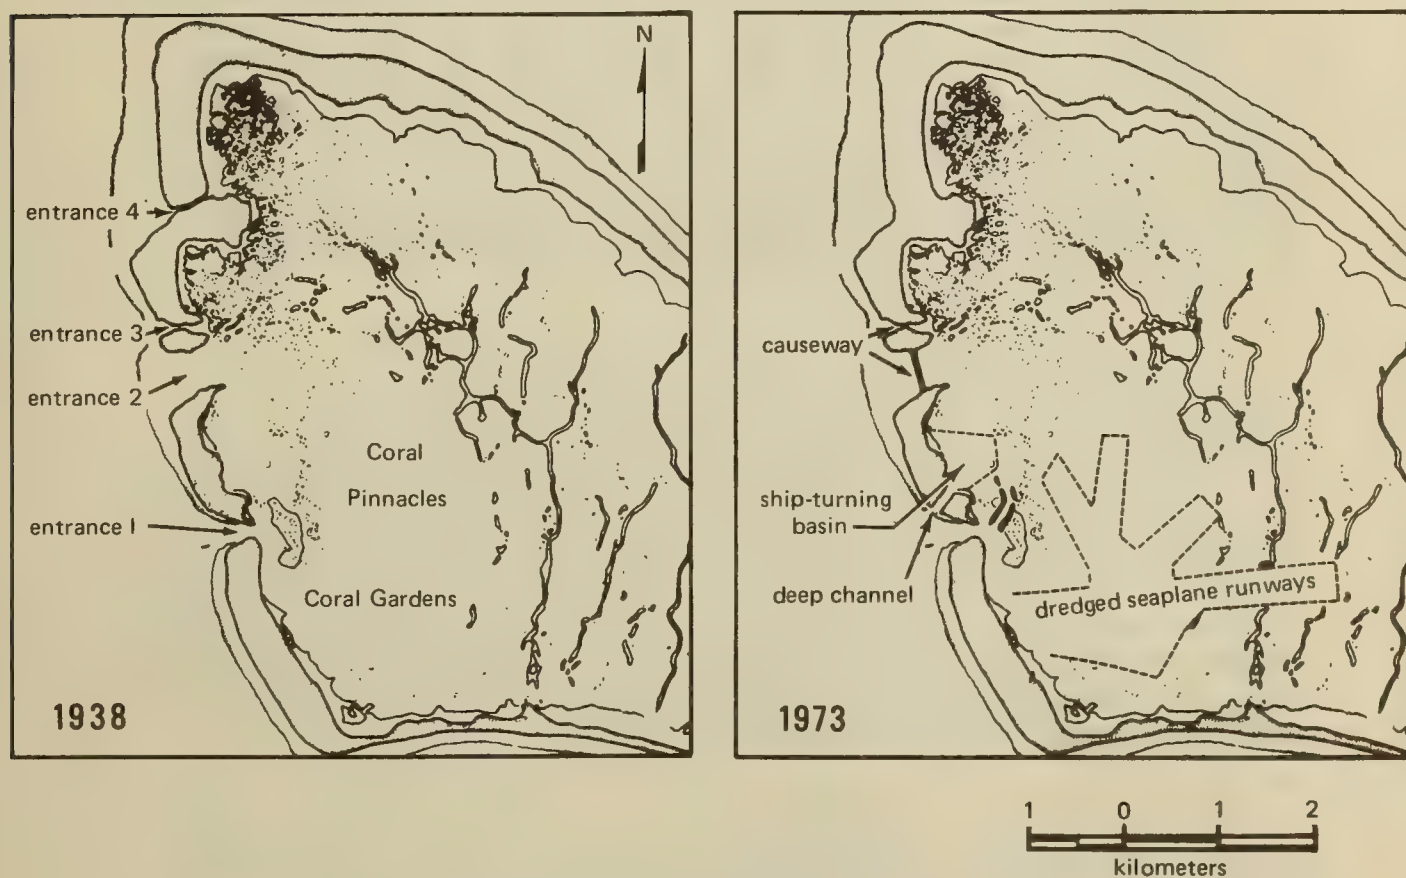 N
entrance 4
entrance 3
entrance 2
Coral
Pinnacles
entrance 1
Coral Gardens
1938
causeway
ship-turning
basin
deep channel
dredged seaplane runways
1973
1 0 1 2
kilometers